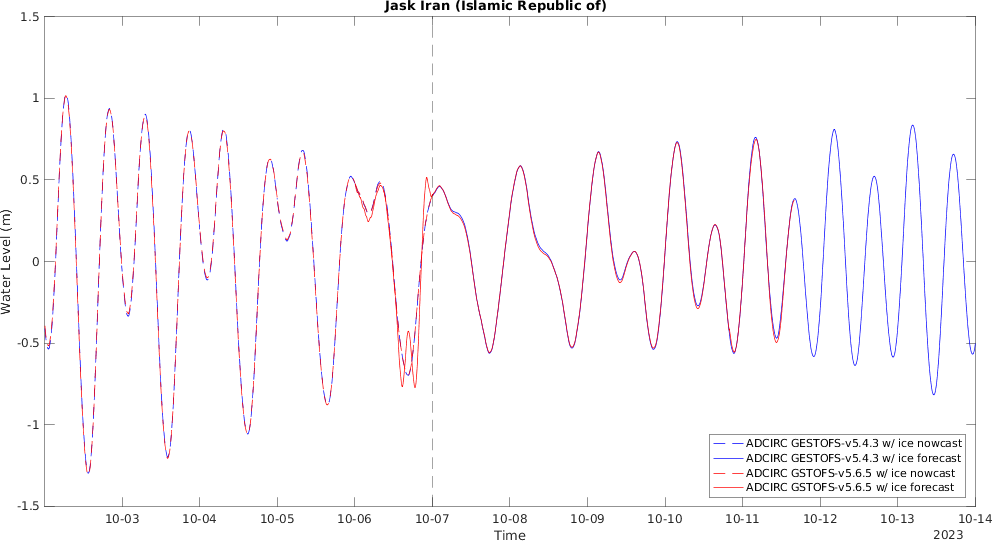 Jask Iran (Islamic Republic of)
1.5
1
0.5
0
-0.5
-1
-1.5
Water Level (m)
10-03 10-04 10-05 10-06 10-07 10-08 10-09 10-10 10-11 10-12 10-13 10-14
Time
2023
ADCIRC GESTOFS-v5.4.3 w/ ice nowcast
ADCIRC GESTOFS-v5.4.3 w/ ice forecast
ADCIRC GSTOFS-v5.6.5 w/ ice nowcast
ADCIRC GSTOFS-v5.6.5 w/ ice forecast